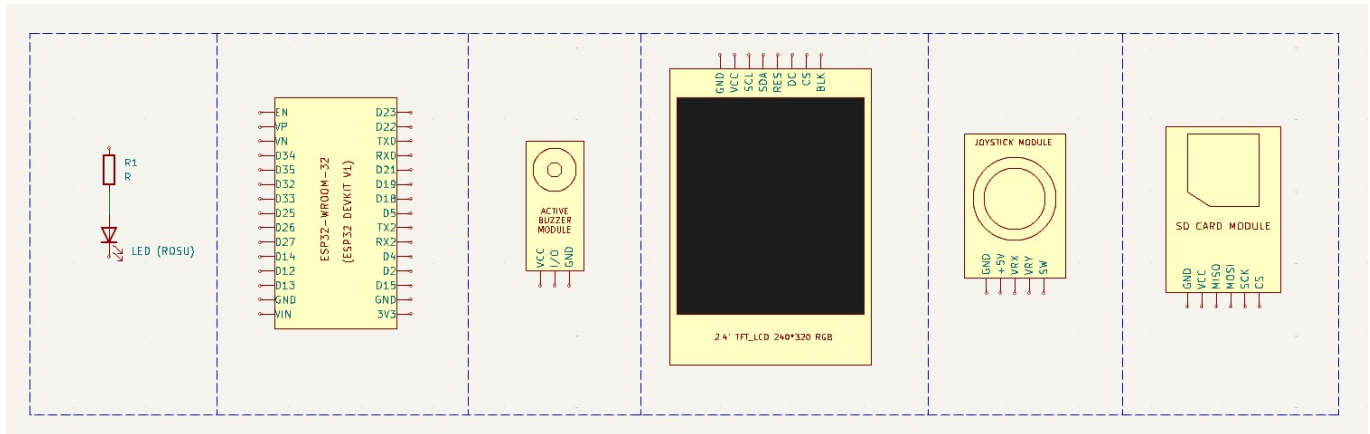 R1
R
LED (ROSU)
EN
VP
VN
D34
D35
D32
D33
D25
D26
D27
D14
D12
D13
GND
VIN
ESP32-WROOM-32
(ESP32 DEVKIT V1)
D23
D22
TX0
RX0
D21
D19
D18
D5
TX2
RX2
D4
D2
D15
GND
3V3
ACTIVE
BUZZER
MODULE
VCC
I/O
GND
GND
VCC
SCL
SDA
RES
DC
CS
BLK
2.4' TFT_LCD 240*320 RGB
JOYSTICK MODULE
GND
+5V
VRX
VRY
SW
SD CARD MODULE
GND
VCC
MISO
MOSI
SCK
CS